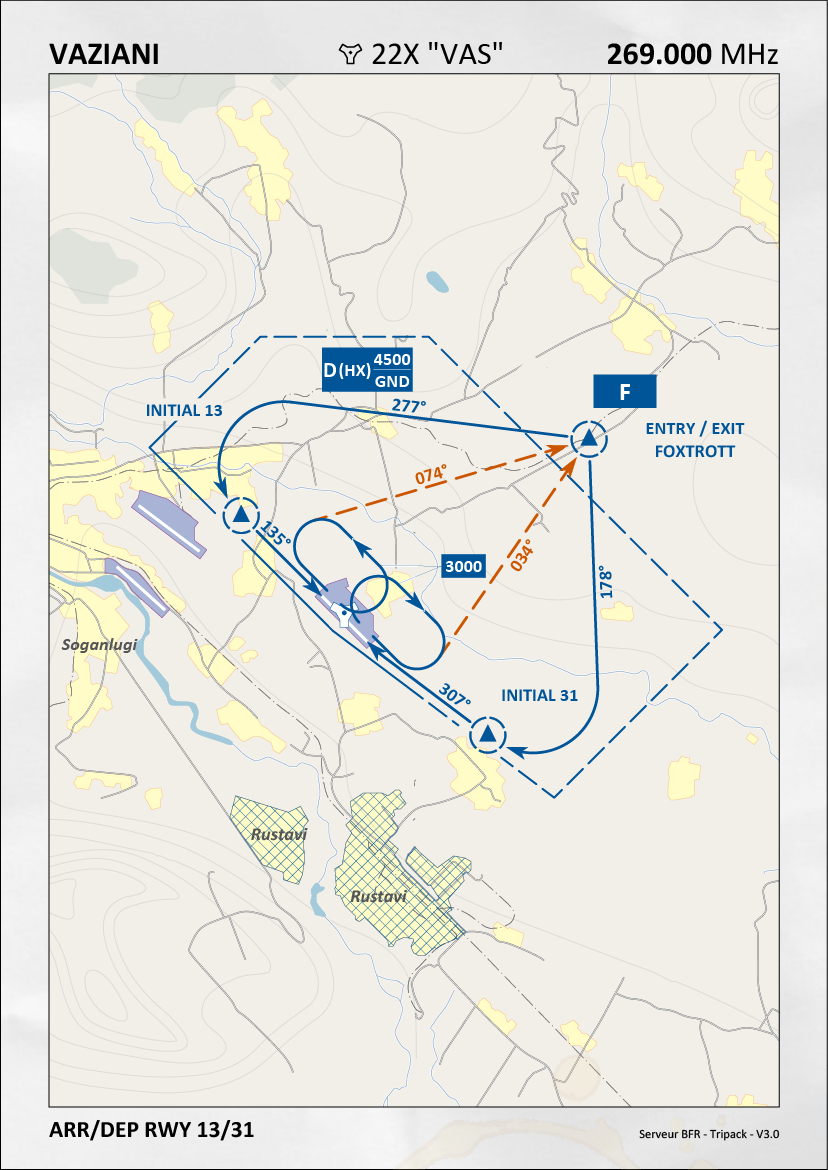 VAZIANI
22X "VAS"
269.000 MHz
D(HX) 4500
GND
INITIAL 13
277°
F
ENTRY / EXIT
FOXTROTT
074°
135°
034°
3000
178°
Soganlugi
307°
INITIAL 31
Rustavi
Rustavi
ARR/DEP RWY 13/31
Serveur BFR - Tripack - V3.0